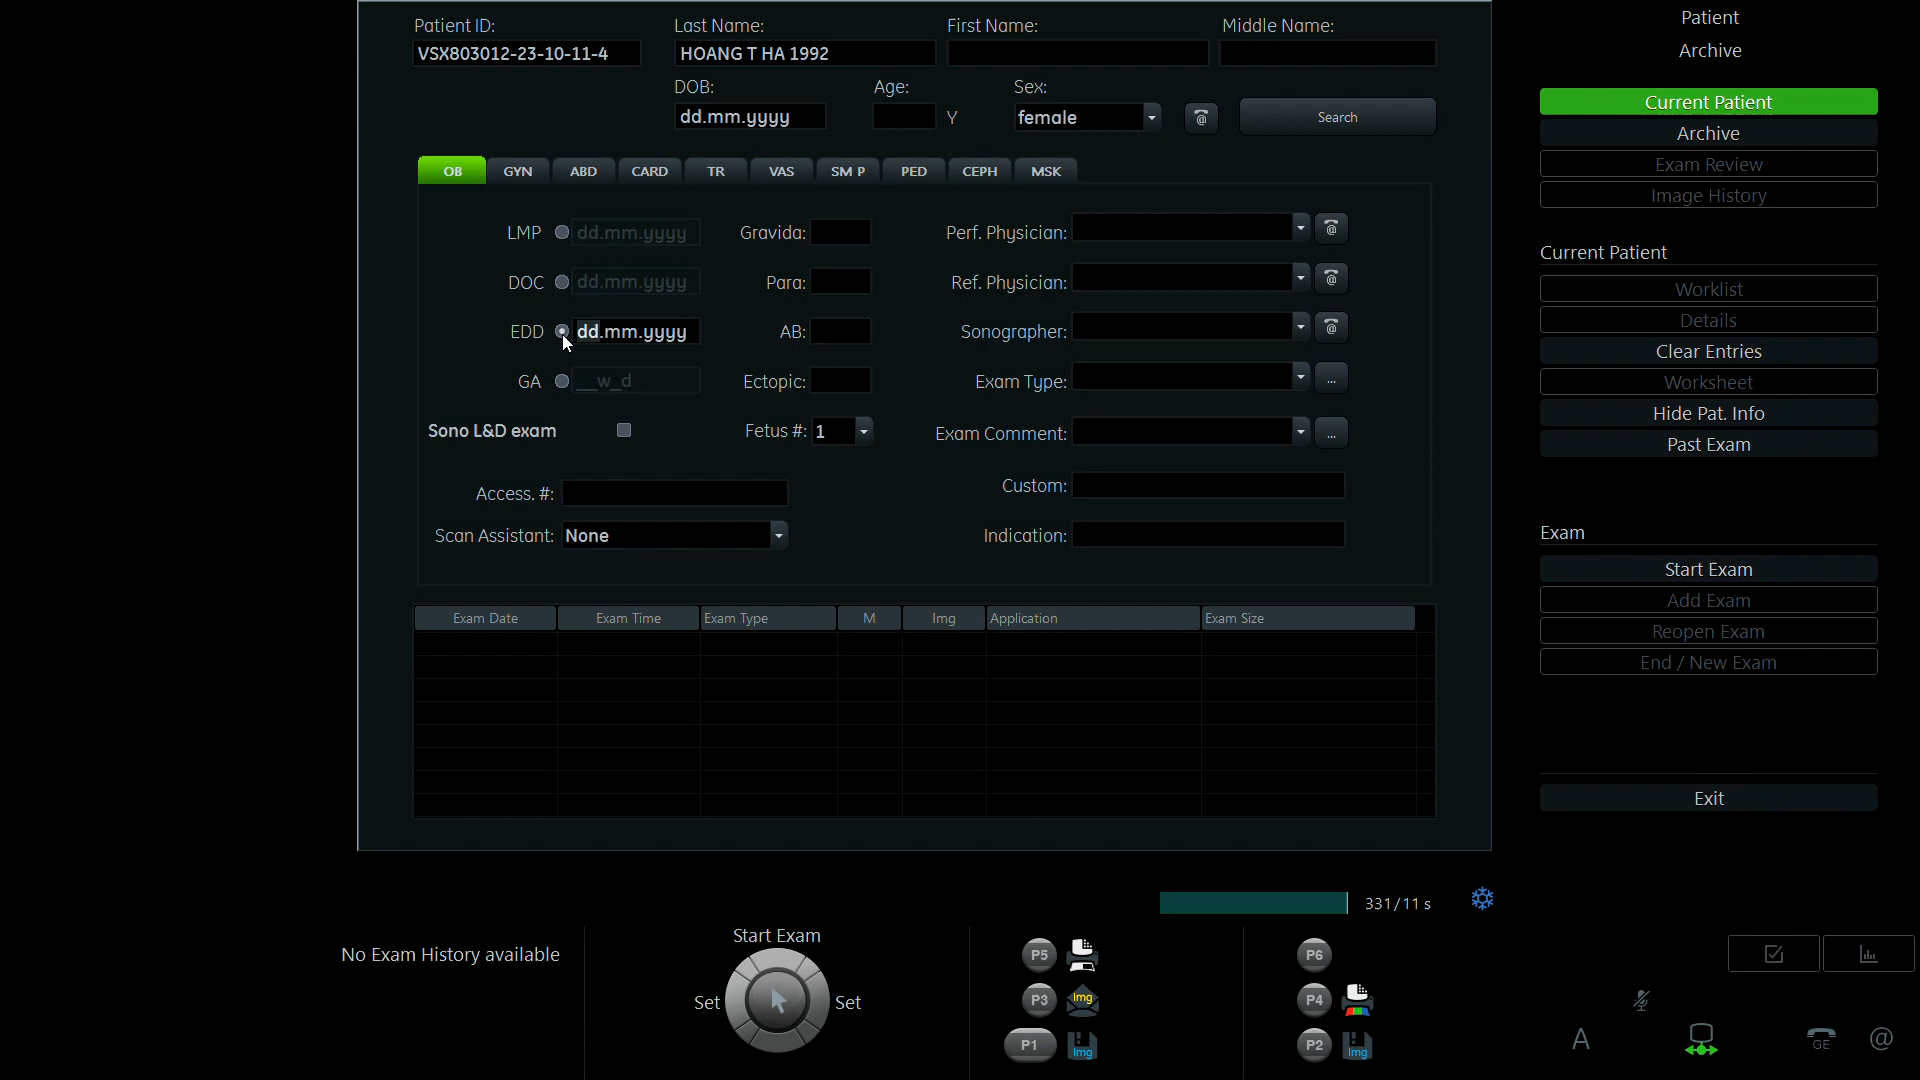 Patient ID: Last Name: First Name: Middle Name:
VSX803012-23-10-11-4 HOANG T HA 1992
DOB: Age: Sex:
dd.mm.yyyy Y female Search
OB GYN ABD CARD TR VAS SM P PED CEPH MSK
LMP dd.mm.yyyy Gravida: Perf. Physician:
DOC dd.mm.yyyy Para: Ref. Physician:
EDD dd.mm.yyyy AB: Sonographer:
GA __w_d Ectopic: Exam Type: ...
Sono L&D exam Fetus #: 1 Exam Comment: ...
Custom:
Access. #:
Scan Assistant: None Indication:
Exam Date Exam Time Exam Type M Img Application Exam Size
Patient
Archive
Current Patient
Archive
Exam Review
Image History
Current Patient
Worklist
Details
Clear Entries
Worksheet
Hide Pat. Info
Past Exam
Exam
Start Exam
Add Exam
Reopen Exam
End / New Exam
Exit
331/11 s
No Exam History available
Start Exam
Set Set
P5
P3 Img
P1 Img
P6
P4
P2 Img
A GE @